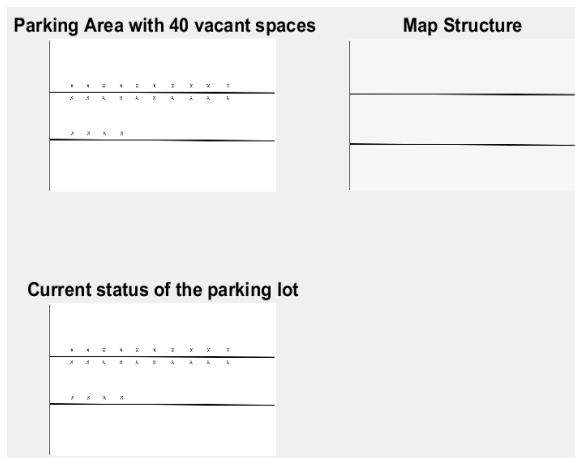 Parking Area with 40 vacant spaces
Map Structure
Current status of the parking lot